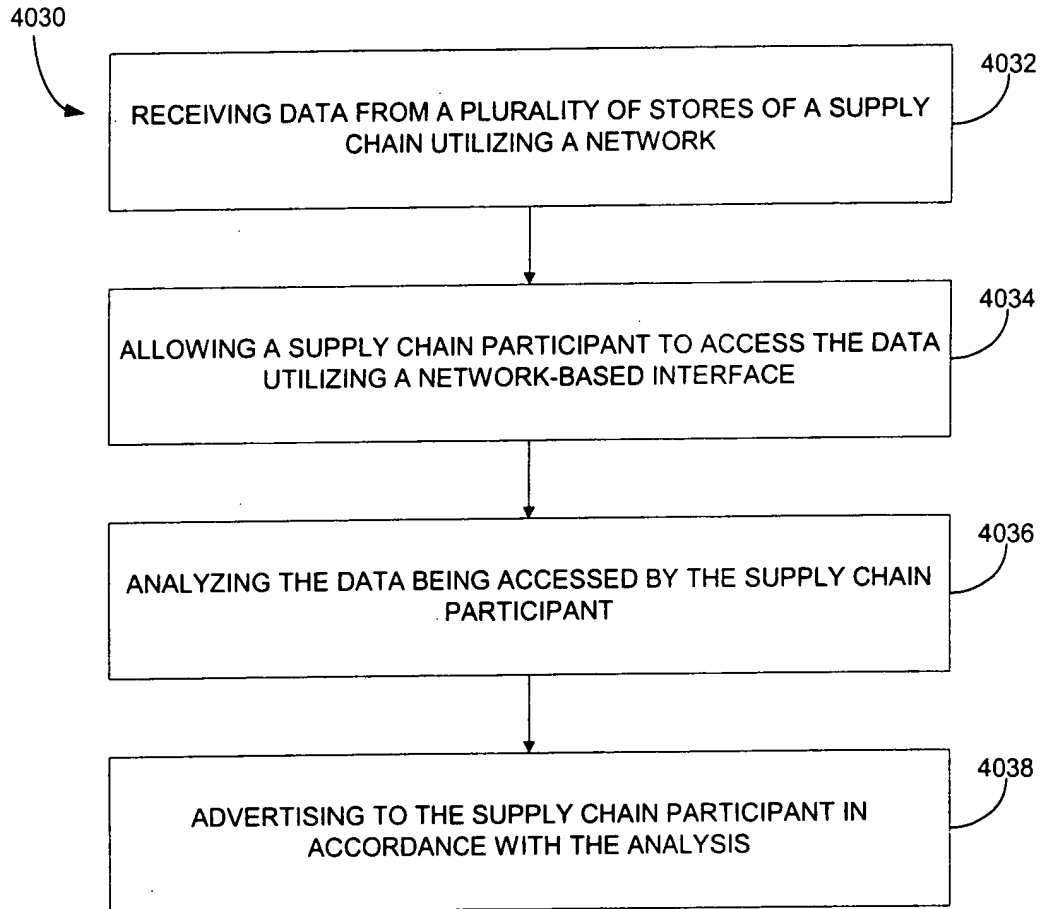 4030
4032
RECEIVING DATA FROM A PLURALITY OF STORES OF A SUPPLY
CHAIN UTILIZING A NETWORK
4034
ALLOWING A SUPPLY CHAIN PARTICIPANT TO ACCESS THE DATA
UTILIZING A NETWORK-BASED INTERFACE
4036
ANALYZING THE DATA BEING ACCESSED BY THE SUPPLY CHAIN
PARTICIPANT
4038
ADVERTISING TO THE SUPPLY CHAIN PARTICIPANT IN
ACCORDANCE WITH THE ANALYSIS